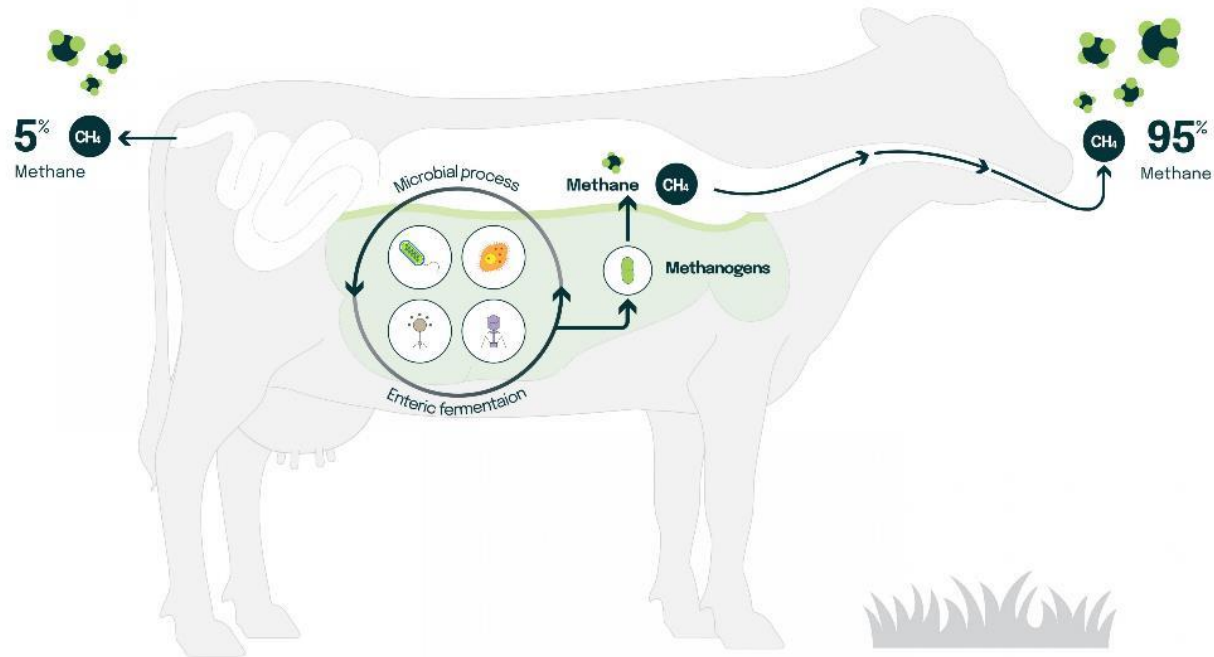 5%
CH₄
Methane
Microbial process
Methane
CH₄
Methanogens
Enteric fermentaion
CH₄
95%
Methane